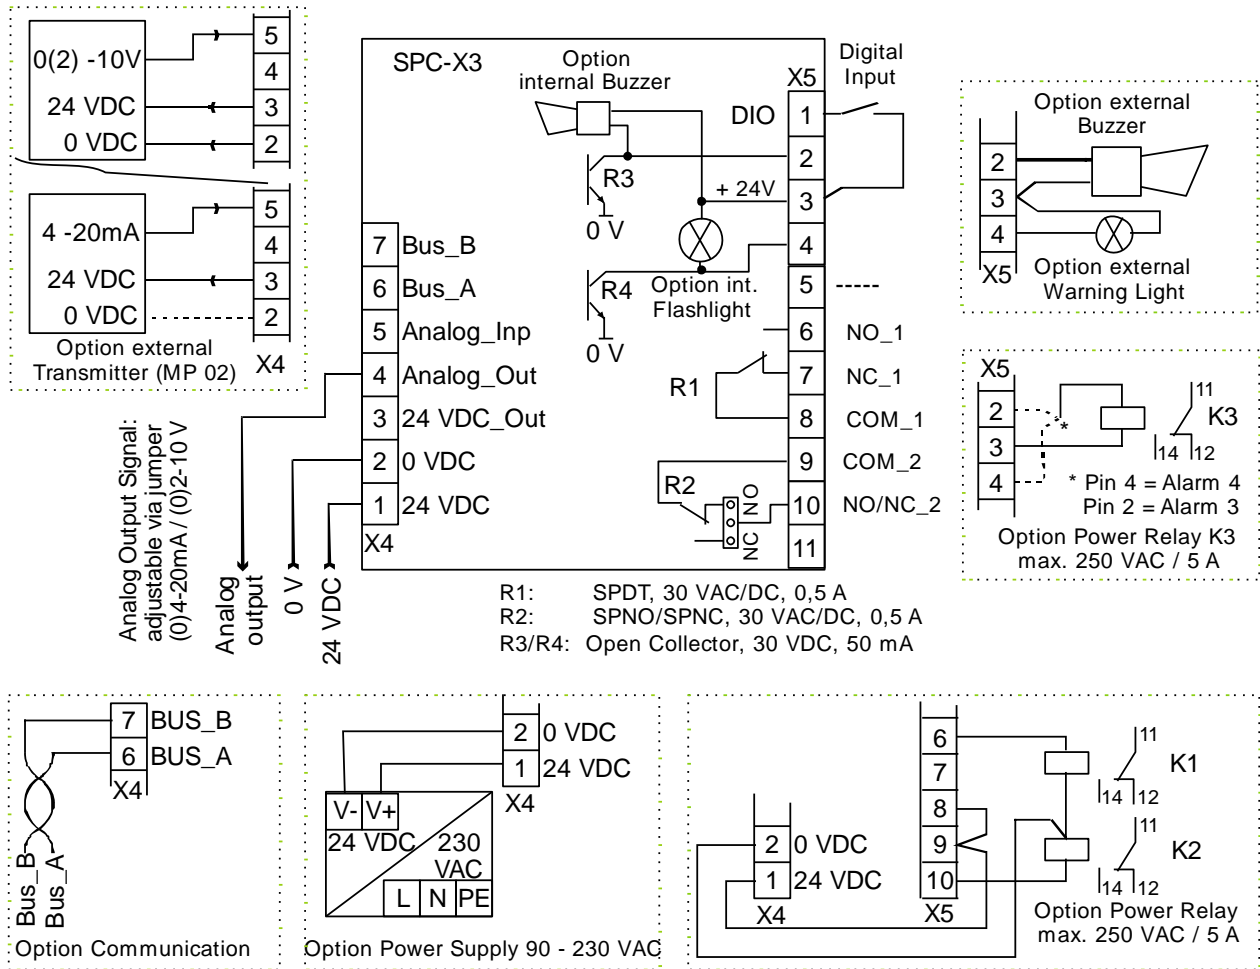 0(2) -10V
24 VDC
0 VDC
5
4
3
2
4 -20mA
24 VDC
0 VDC
5
4
3
2
Option external
Transmitter (MP 02)
X4
SPC-X3
Option
internal Buzzer
X5
Digital
Input
DIO
1
2
3
4
5
6
7
8
9
10
11
R3
0 V
+ 24V
R4
0 V
Option int.
Flashlight
-----
NO_1
NC_1
COM_1
COM_2
NO/NC_2
R1
R2
NO
NC
7 Bus_B
6 Bus_A
5 Analog_Inp
4 Analog_Out
3 24 VDC_Out
2 0 VDC
1 24 VDC
X4
Analog Output Signal:
adjustable via jumper
(0)4-20mA / (0)2-10 V
Analog
output
0 V
24 VDC
R1: SPDT, 30 VAC/DC, 0,5 A
R2: SPNO/SPNC, 30 VAC/DC, 0,5 A
R3/R4: Open Collector, 30 VDC, 50 mA
Option external
Buzzer
2
3
4
X5
Option external
Warning Light
X5
2
3
4
*
11
K3
14 12
* Pin 4 = Alarm 4
Pin 2 = Alarm 3
Option Power Relay K3
max. 250 VAC / 5 A
7 BUS_B
6 BUS_A
X4
Bus_B
Bus_A
Option Communication
2 0 VDC
1 24 VDC
X4
V- V+
24 VDC
230
VAC
L N PE
Option Power Supply 90 - 230 VAC
2 0 VDC
1 24 VDC
X4
6
7
8
9
10
X5
11
K1
14 12
11
K2
14 12
Option Power Relay
max. 250 VAC / 5 A